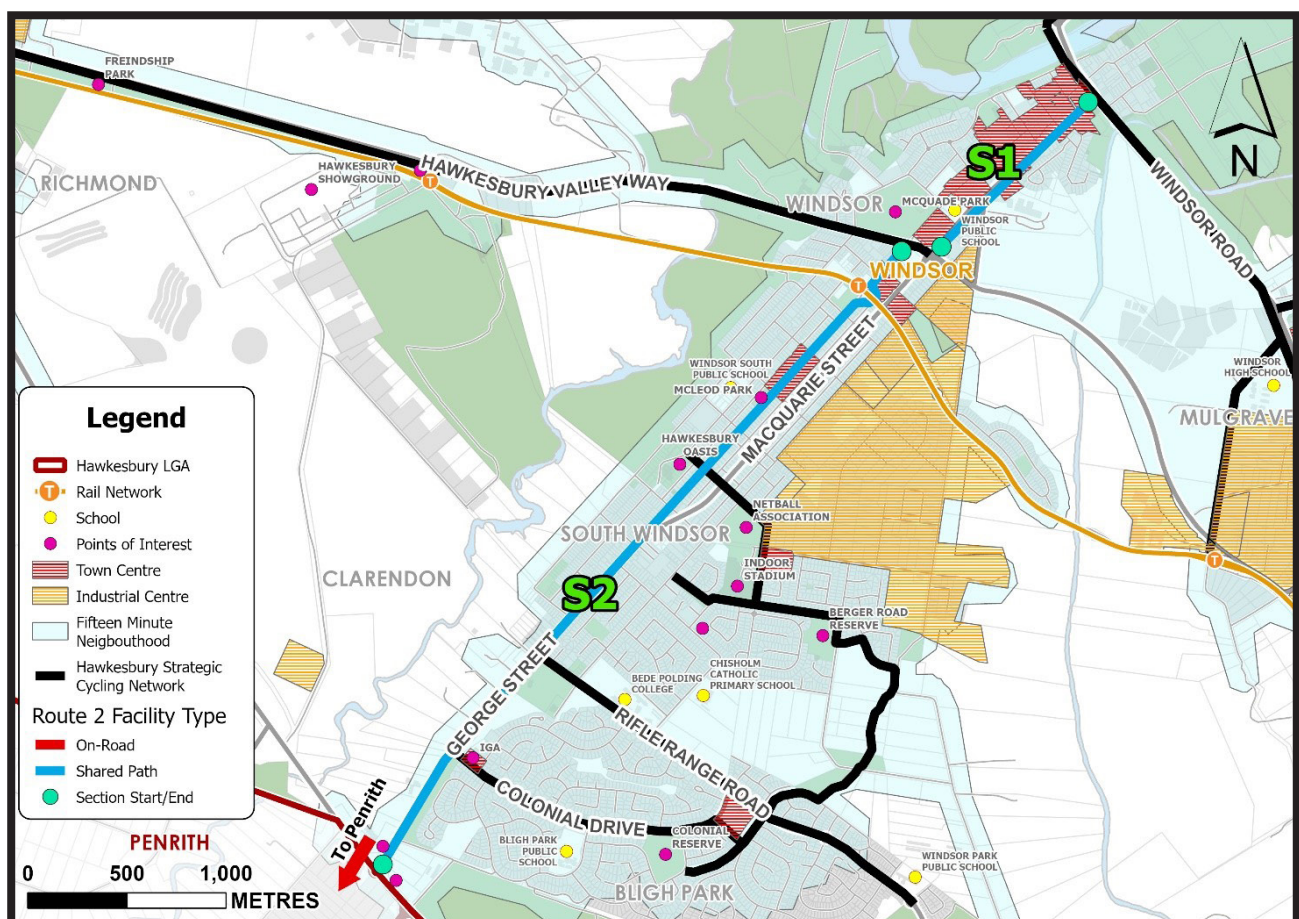 FREINDSHIP
PARK
RICHMOND
HAWKESBURY
SHOWGROUND
T
HAWKESBURY VALLEY WAY
WINDSOR
S1
MCQUADE PARK
WINDSOR
PUBLIC
SCHOOL
WINDSOR ROAD
N
T
WINDSOR
MACQUARIE STREET
WINDSOR SOUTH
PUBLIC SCHOOL
MCLEOD PARK
WINDSOR
HIGH SCHOOL
MULGRAVE
HAWKESBURY
OASIS
NETBALL
ASSOCIATION
SOUTH WINDSOR
INDOOR
STADIUM
T
CLARENDON
S2
BERGER ROAD
RESERVE
BEDE POLDING
COLLEGE
CHISHOLM
CATHOLIC
PRIMARY SCHOOL
GEORGE STREET
RIFLE RANGE ROAD
IGA
COLONIAL DRIVE
BLIGH PARK
PUBLIC
SCHOOL
COLONIAL
RESERVE
BLIGH PARK
WINDSOR PARK
PUBLIC SCHOOL
Legend
Hawkesbury LGA
T
Rail Network
School
Points of Interest
Town Centre
Industrial Centre
Fifteen Minute
Neigbouthood
Hawkesbury Strategic
Cycling Network
Route 2 Facility Type
On-Road
Shared Path
Section Start/End
PENRITH
To Penrith
0 500 1,000
METRES